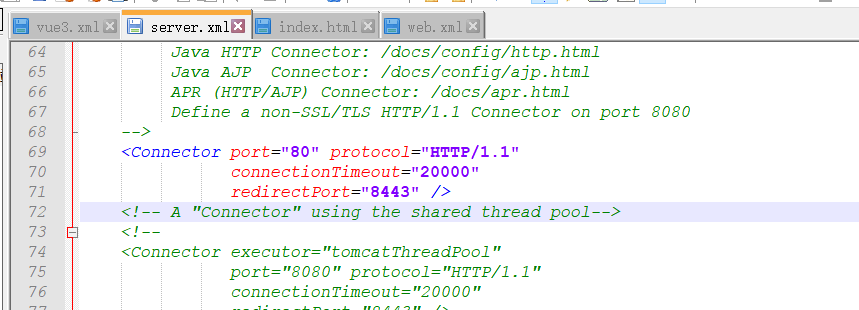 vue3.xml server.xml index.html web.xml
64 Java HTTP Connector: /docs/config/http.html
65 Java AJP  Connector: /docs/config/ajp.html
66 APR (HTTP/AJP) Connector: /docs/apr.html
67 Define a non-SSL/TLS HTTP/1.1 Connector on port 8080
68 -->
69 <Connector port="80" protocol="HTTP/1.1"
70 connectionTimeout="20000"
71 redirectPort="8443" />
72 <!-- A "Connector" using the shared thread pool-->
73 <!--
74 <Connector executor="tomcatThreadPool"
75 port="8080" protocol="HTTP/1.1"
76 connectionTimeout="20000"
77 redirectPort="8443" />